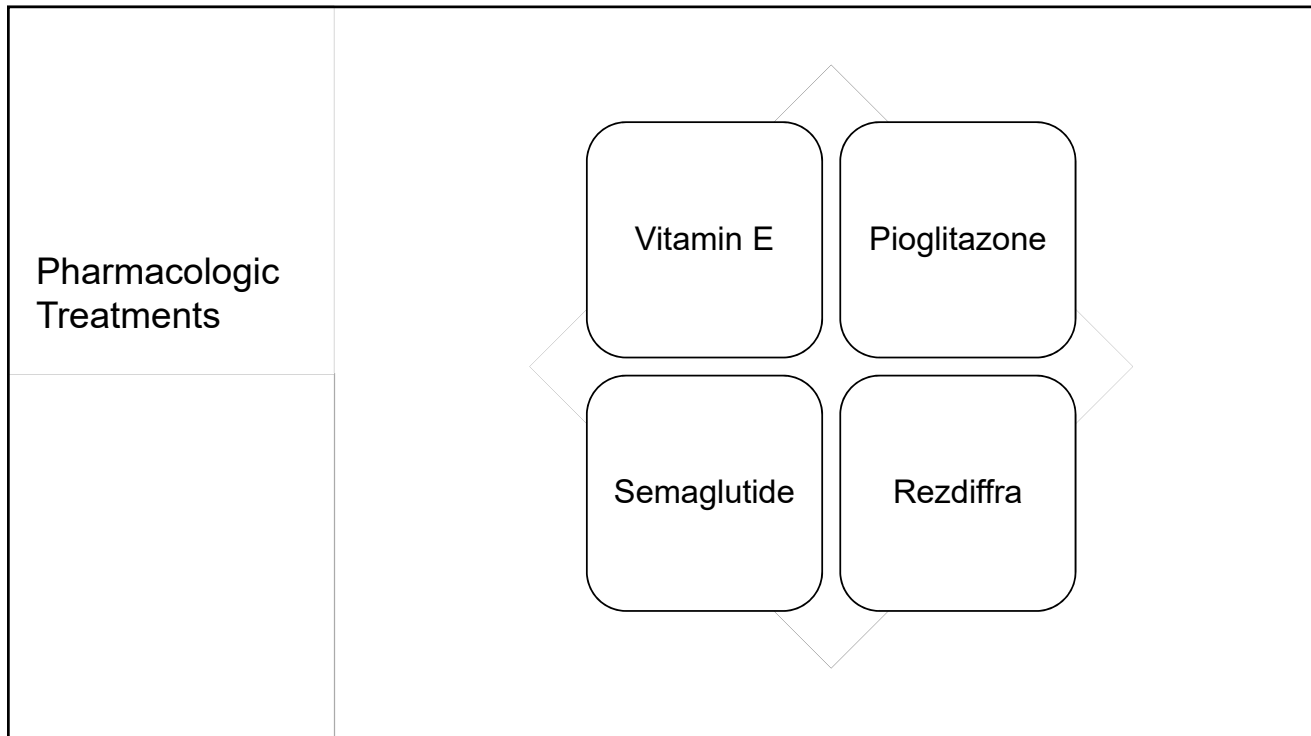 Pharmacologic
Treatments
Vitamin E
Pioglitazone
Semaglutide
Rezdiffra